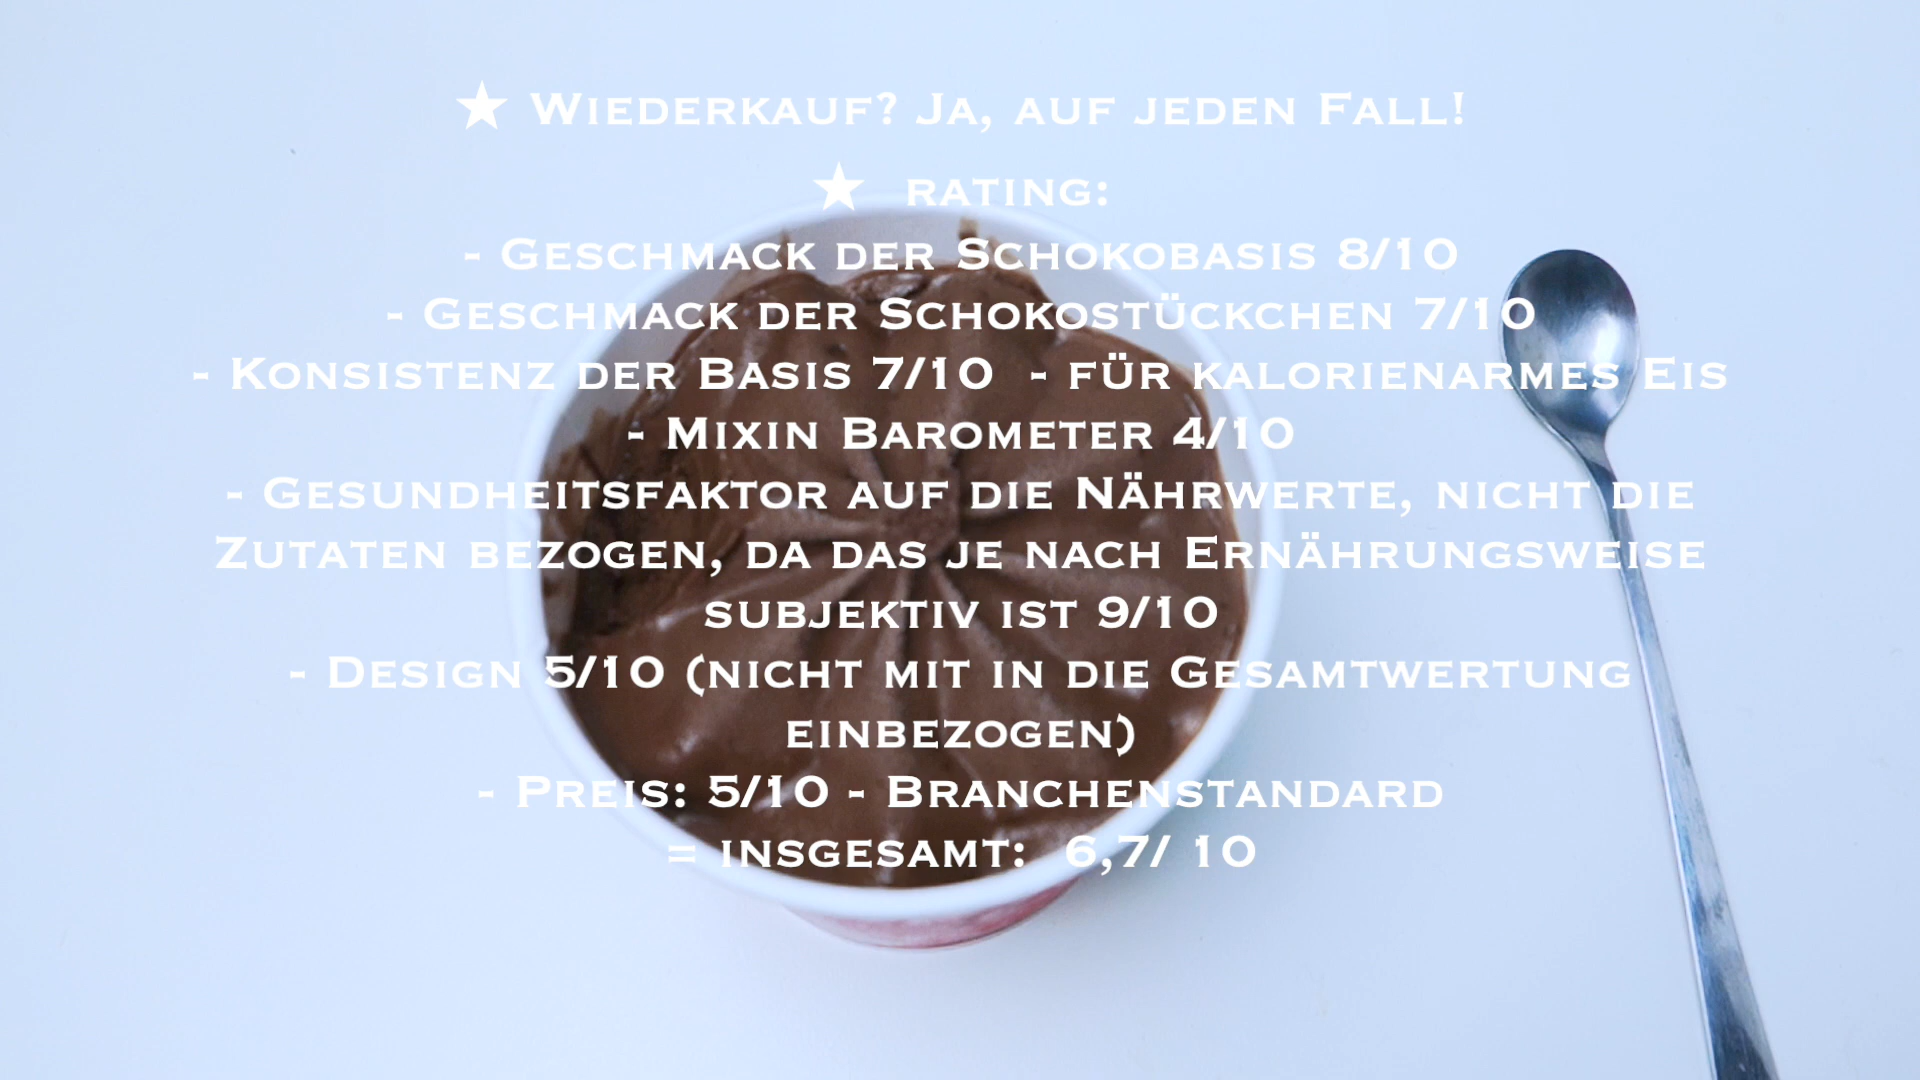 ★ Wiederkauf? Ja, auf jeden Fall!
★ rating:
- Geschmack der Schokobasis 8/10
- Geschmack der Schokostückchen 7/10
- Konsistenz der Basis 7/10 - für kalorienarmes Eis
- Mixin Barometer 4/10
- Gesundheitsfaktor auf die Nährwerte, nicht die
Zutaten bezogen, da das je nach Ernährungsweise
subjektiv ist 9/10
- Design 5/10 (nicht mit in die Gesamtwertung
einbezogen)
- Preis: 5/10 - Branchenstandard
= insgesamt: 6,7/ 10